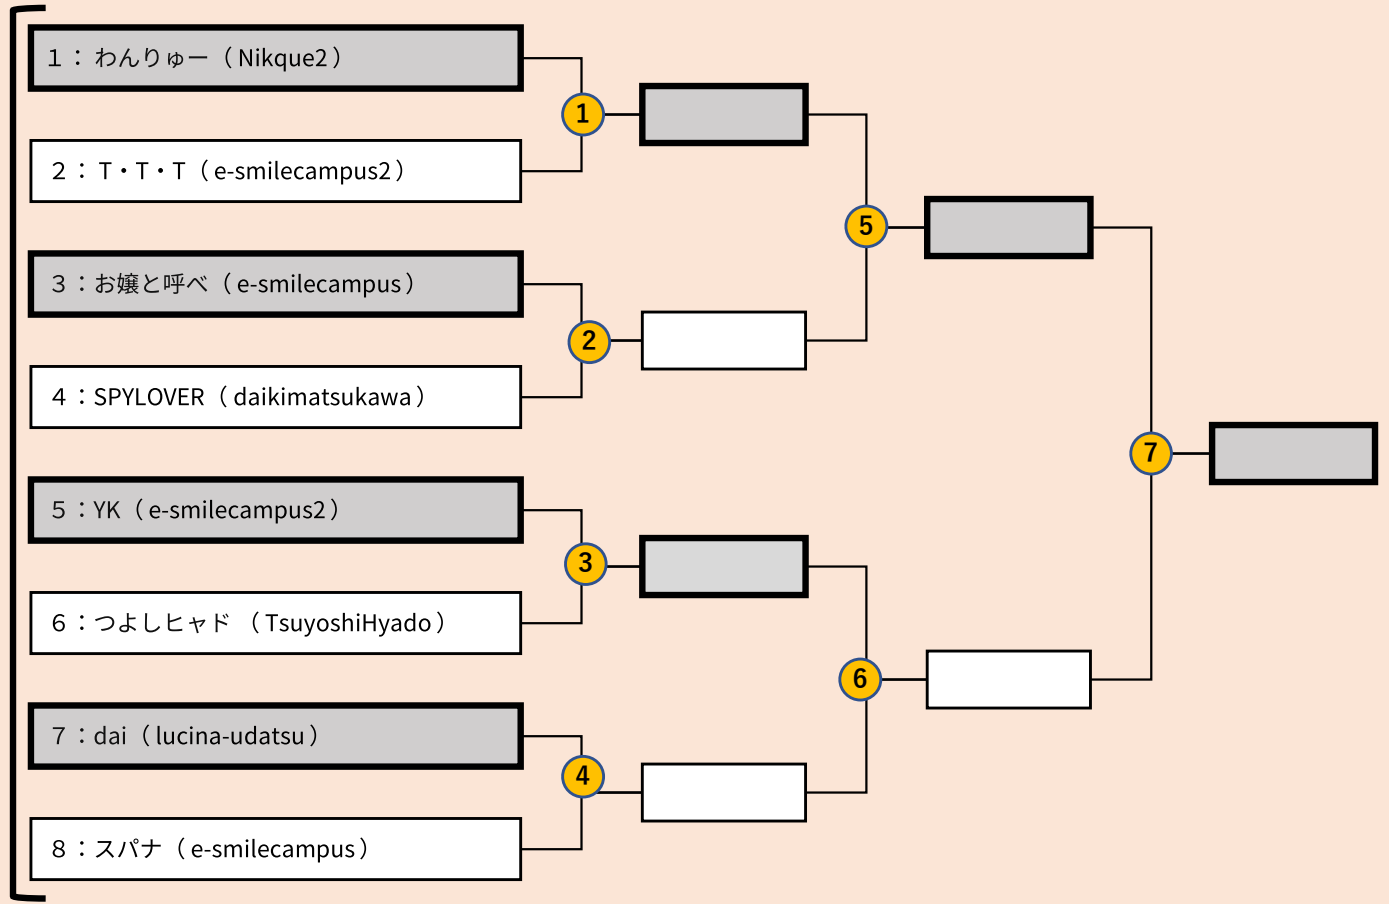 １：わんりゅー（Nikque2）
２：T・T・T（e-smilecampus2）
３：お嬢と呼べ（e-smilecampus）
４：SPYLOVER（daikimatsukawa）
５：YK（e-smilecampus2）
６：つよしヒャド （TsuyoshiHyado）
７：dai（lucina-udatsu）
８：スパナ（e-smilecampus）
1
2
3
4
5
6
7